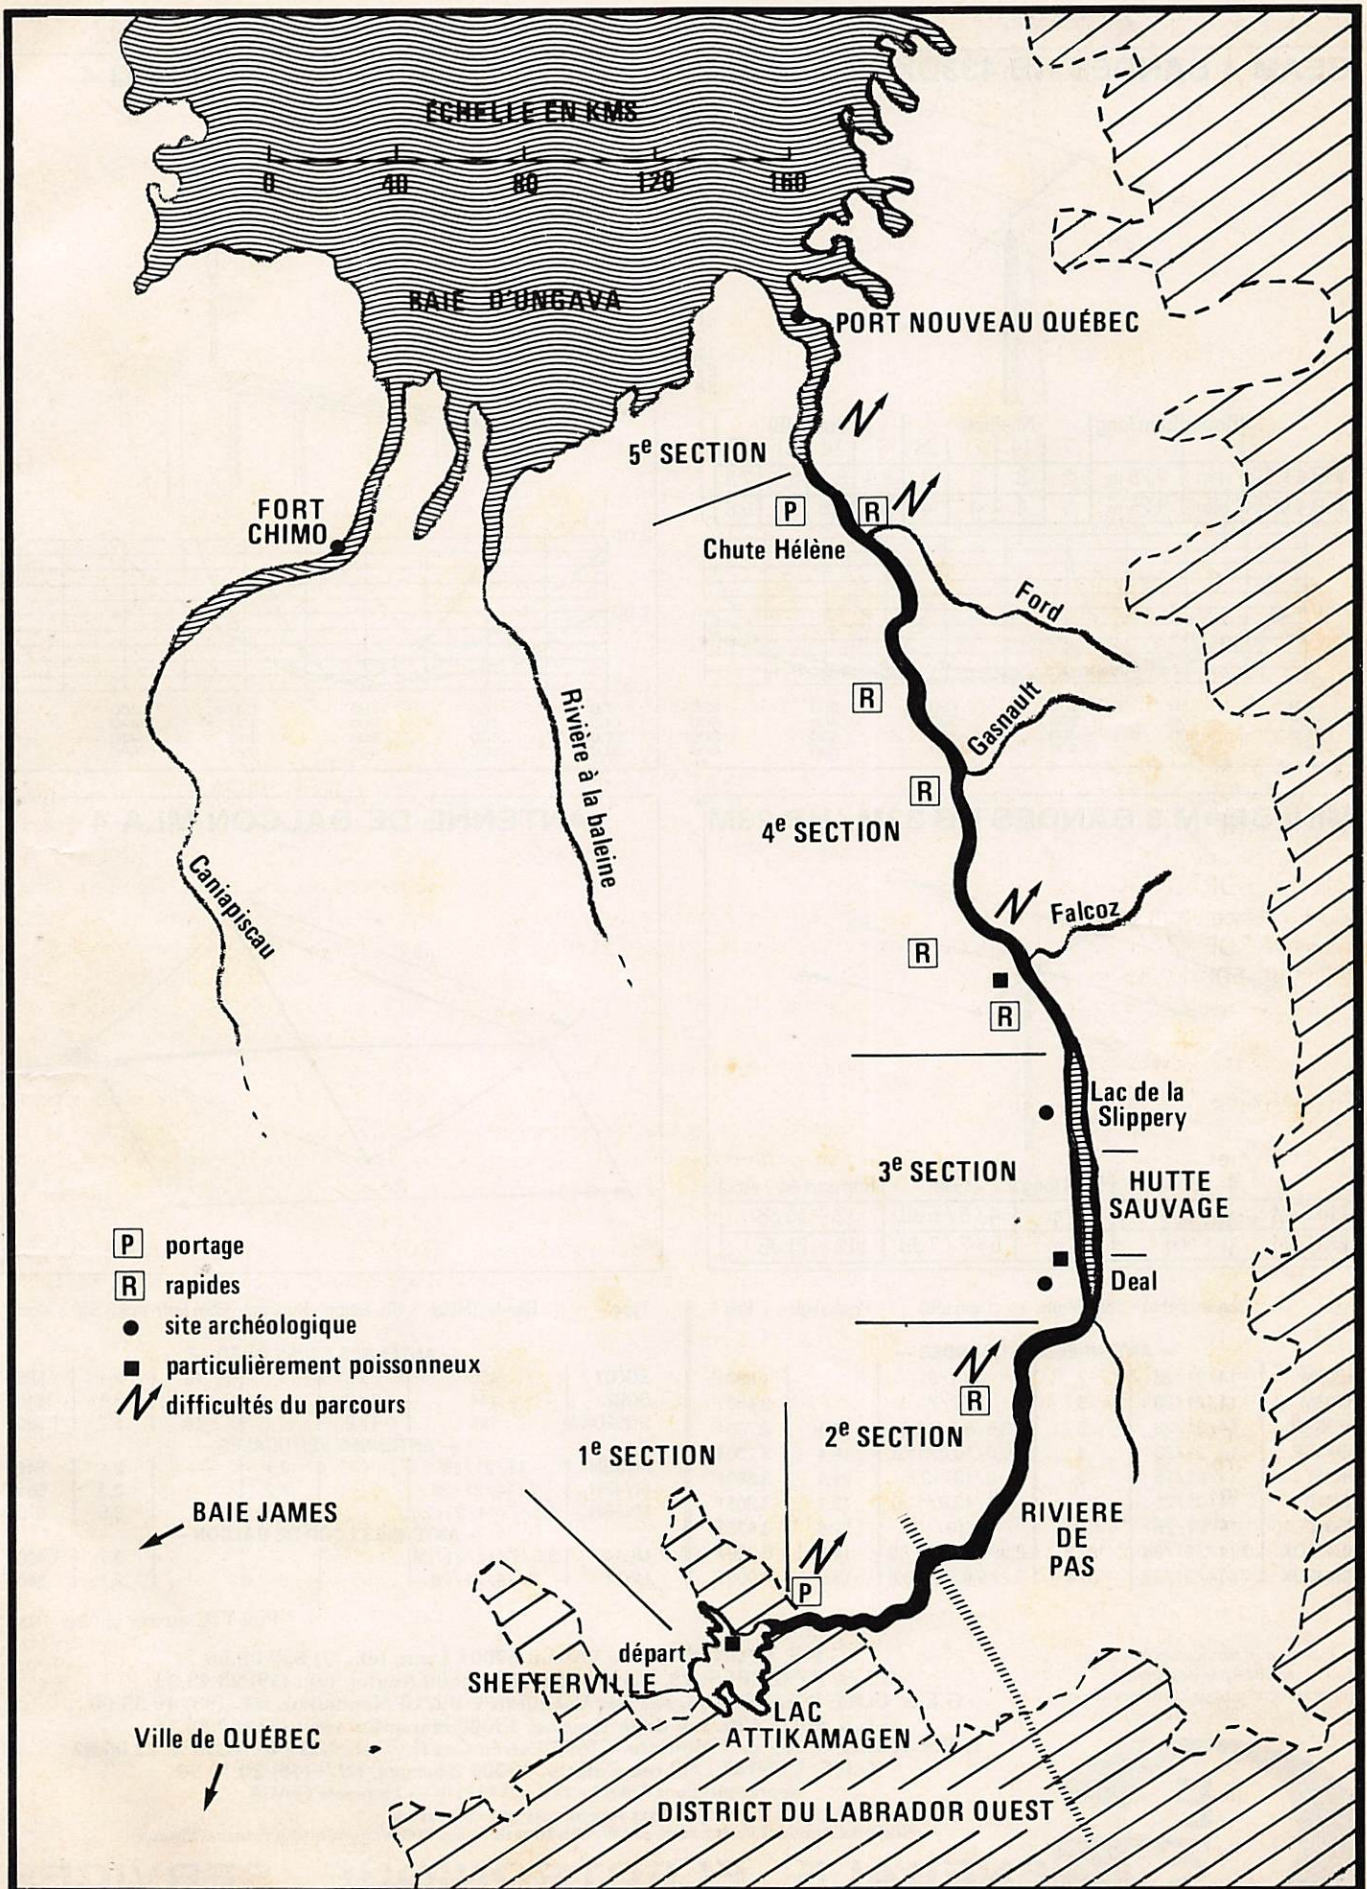 ÉCHELLE EN KMS
0 40 80 120 160
BAIE D'UNGAVA
PORT NOUVEAU QUÉBEC
N
5e SECTION
P
R
N
FORT
CHIMO
Chute Hélène
Ford
R
Gasnault
Rivière à la baleine
R
4e SECTION
Caniapiscau
N
Falcoz
R
R
Lac de la
Slippery
3e SECTION
HUTTE
SAUVAGE
Deal
P portage
R rapides
site archéologique
particulièrement poissonneux
N difficultés du parcours
N
R
2e SECTION
1e SECTION
BAIE JAMES
RIVIERE
DE
PAS
N
P
départ
SHEFFERVILLE
LAC
ATTIKAMAGEN
Ville de QUÉBEC
DISTRICT DU LABRADOR OUEST